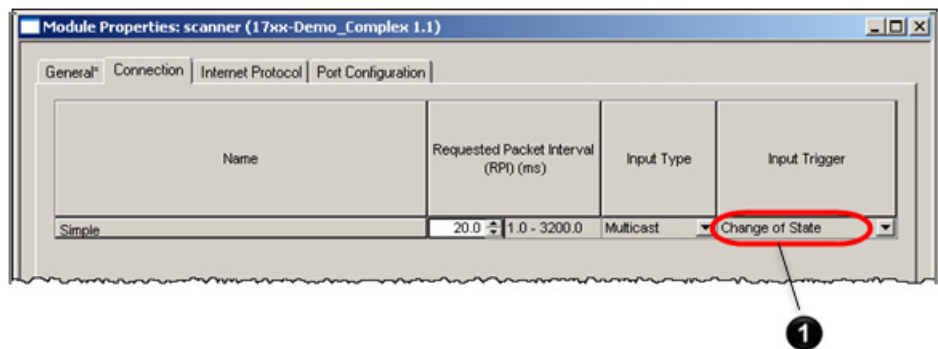 Module Properties: scanner (17xx-Demo_Complex 1.1)
General* Connection Internet Protocol Port Configuration
Name
Requested Packet Interval
(RPI) (ms)
Input Type
Input Trigger
Simple 20.0 1.0 - 3200.0 Multicast Change of State
1